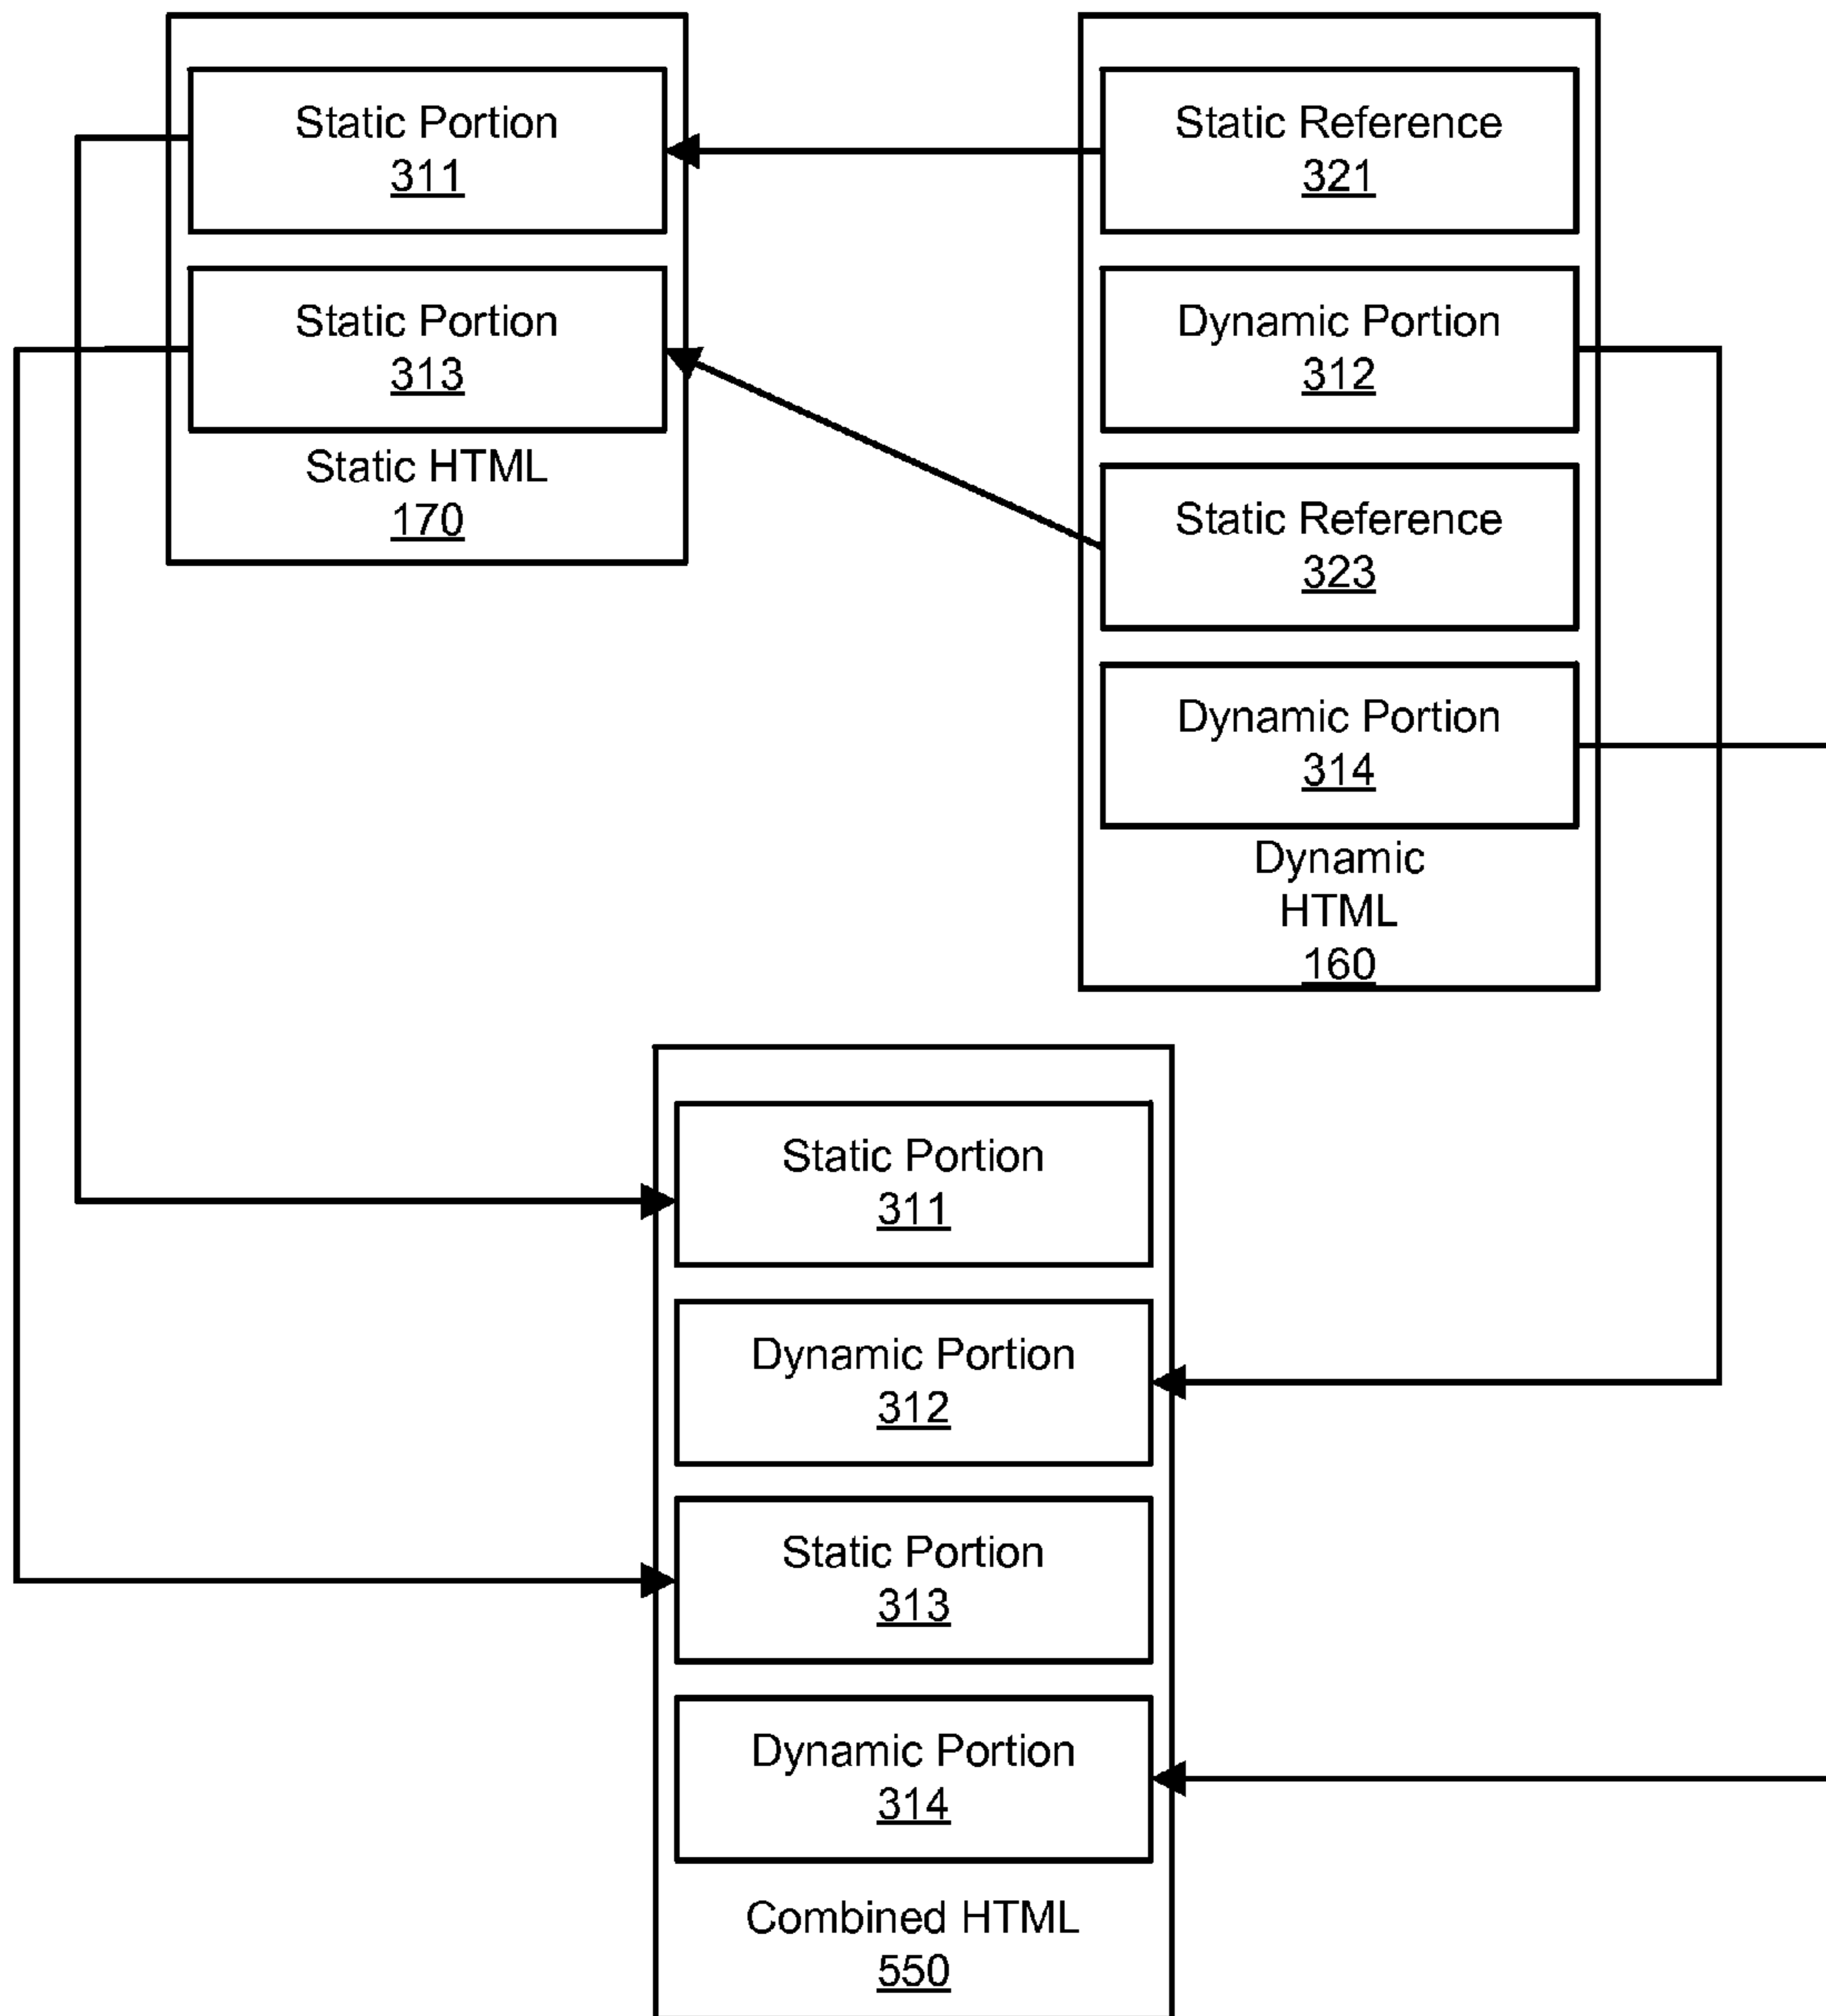 Static Portion
311
Static Portion
313
Static HTML
170
Static Reference
321
Dynamic Portion
312
Static Reference
323
Dynamic Portion
314
Dynamic
HTML
160
Static Portion
311
Dynamic Portion
312
Static Portion
313
Dynamic Portion
314
Combined HTML
550